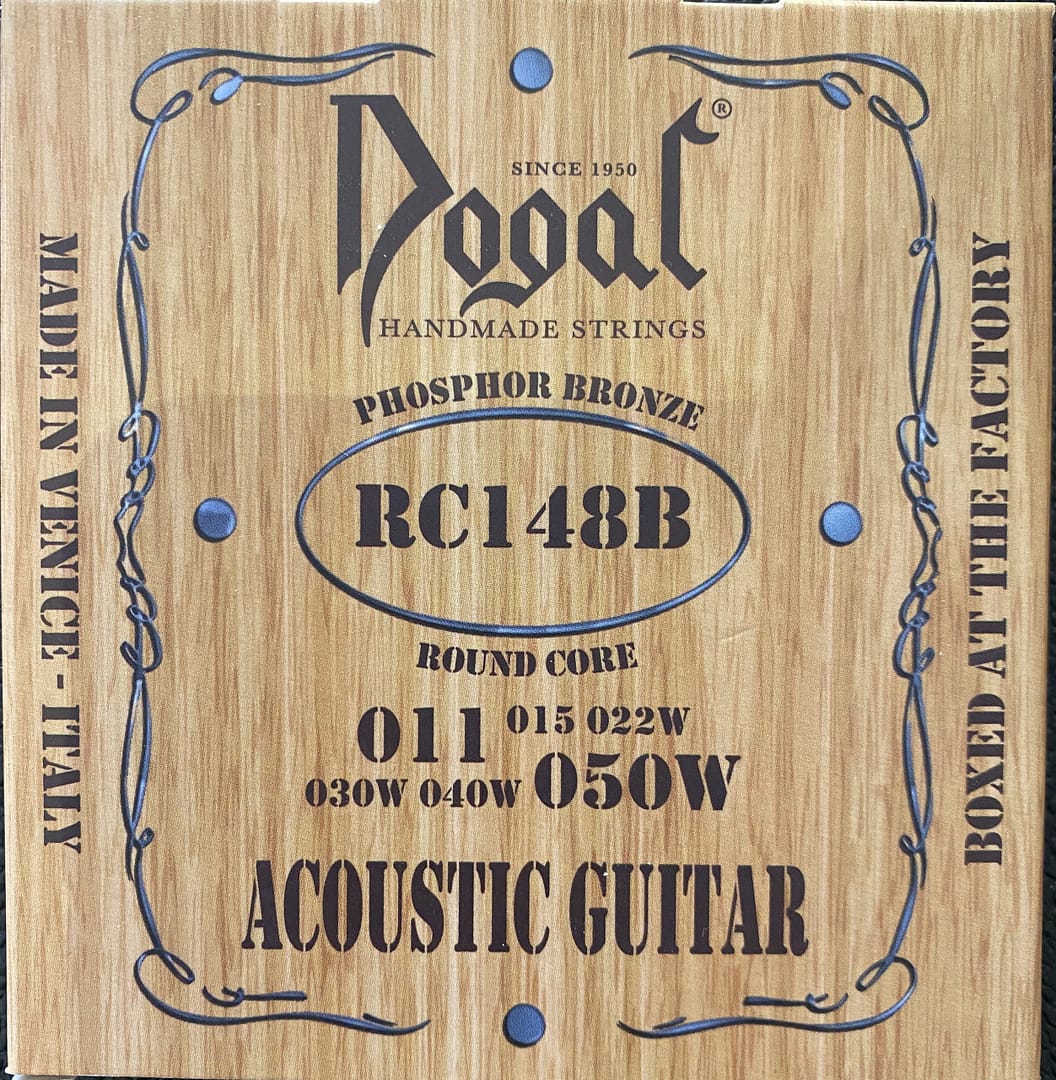 Dogal®
SINCE 1950
HANDMADE STRINGS
PHOSPHOR BRONZE
RC148B
ROUND CORE
011 015 022W
030W 040W 050W
ACOUSTIC GUITAR
MADE IN VENICE - ITALY
BOXED AT THE FACTORY